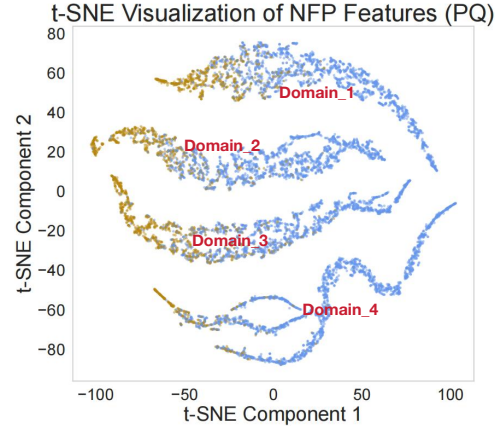 t-SNE Visualization of NFP Features (PQ)
80
60
40
20
0
−20
−40
−60
−80
t-SNE Component 2
Domain_1
Domain_2
Domain_3
Domain_4
−100
−50
0
50
100
t-SNE Component 1